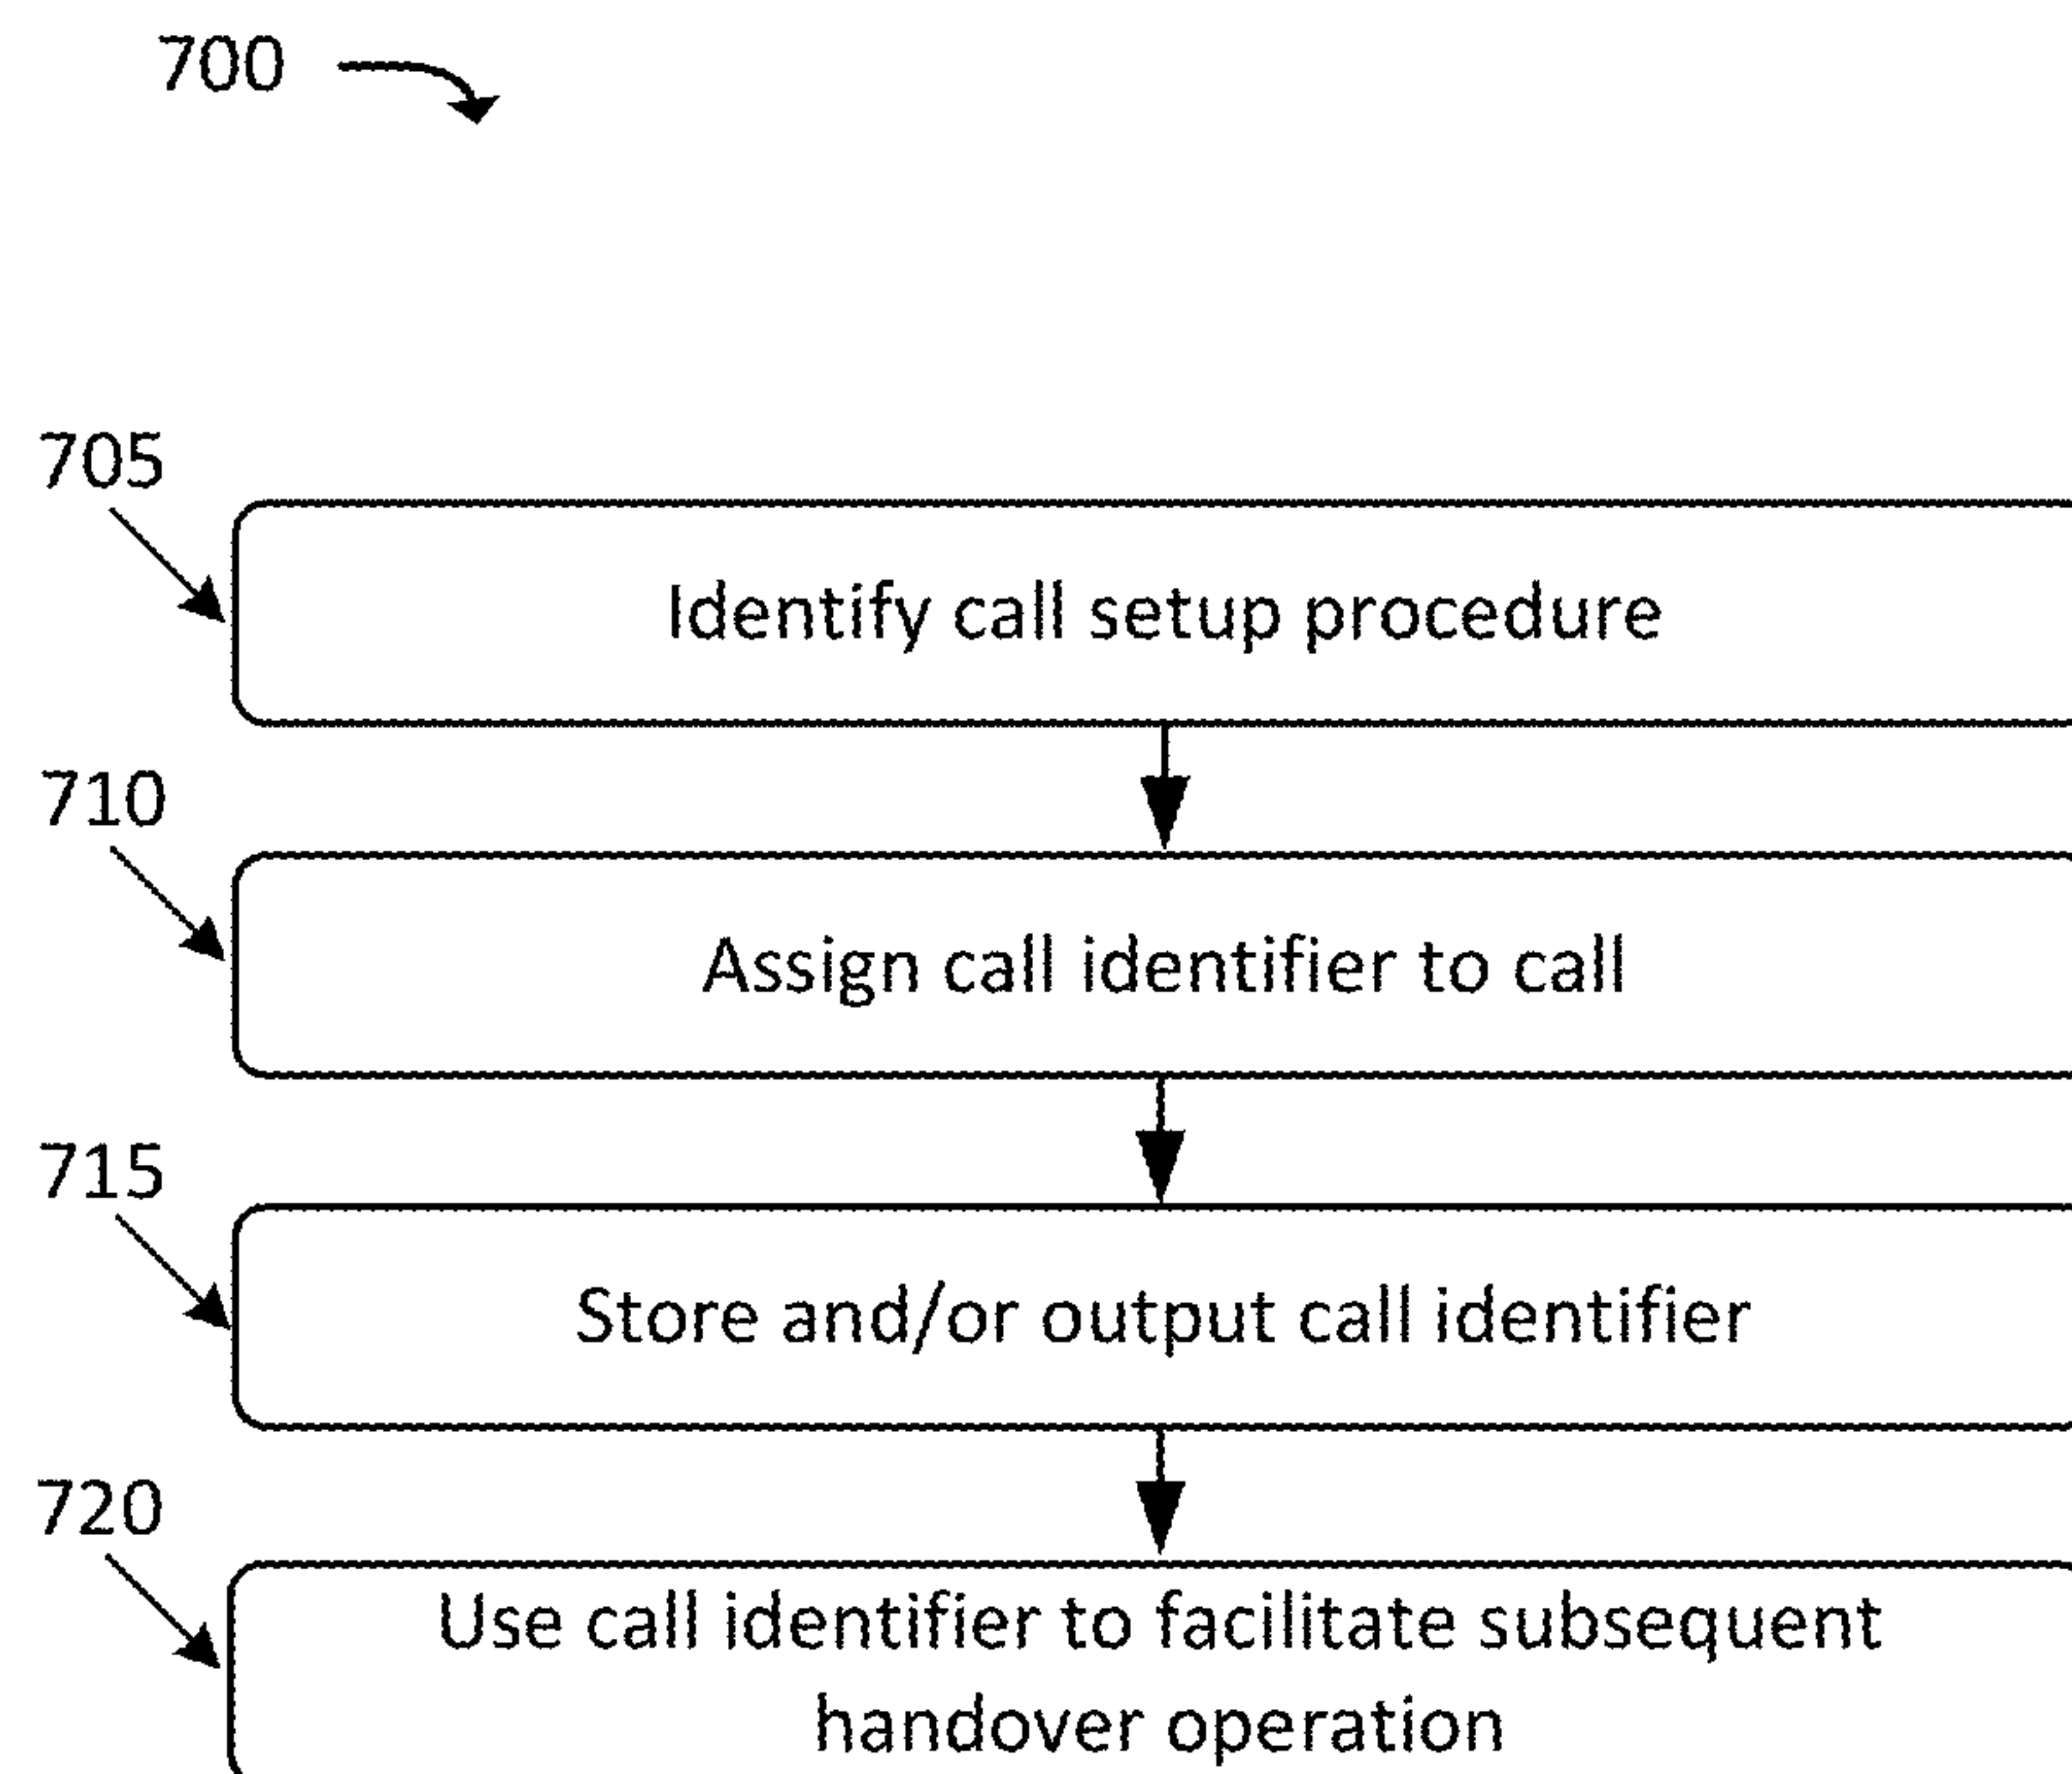 700
705
Identify call setup procedure
710
Assign call identifier to call
715
Store and/or output call identifier
720
Use call identifier to facilitate subsequent
handover operation